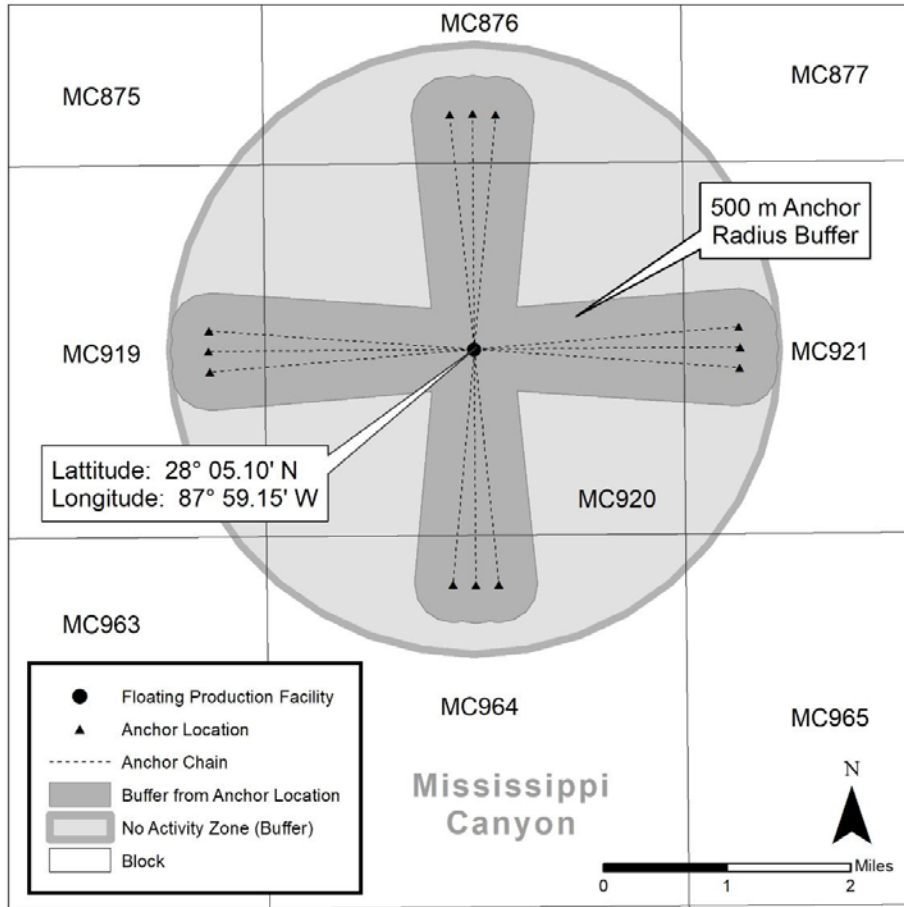 MC876
MC875
MC877
500 m Anchor
Radius Buffer
MC919
MC921
Lattitude:  28° 05.10' N
Longitude:  87° 59.15' W
MC920
MC963
MC964
MC965
Floating Production Facility
Anchor Location
Anchor Chain
Buffer from Anchor Location
No Activity Zone (Buffer)
Block
Mississippi
Canyon
N
Miles
0 1 2